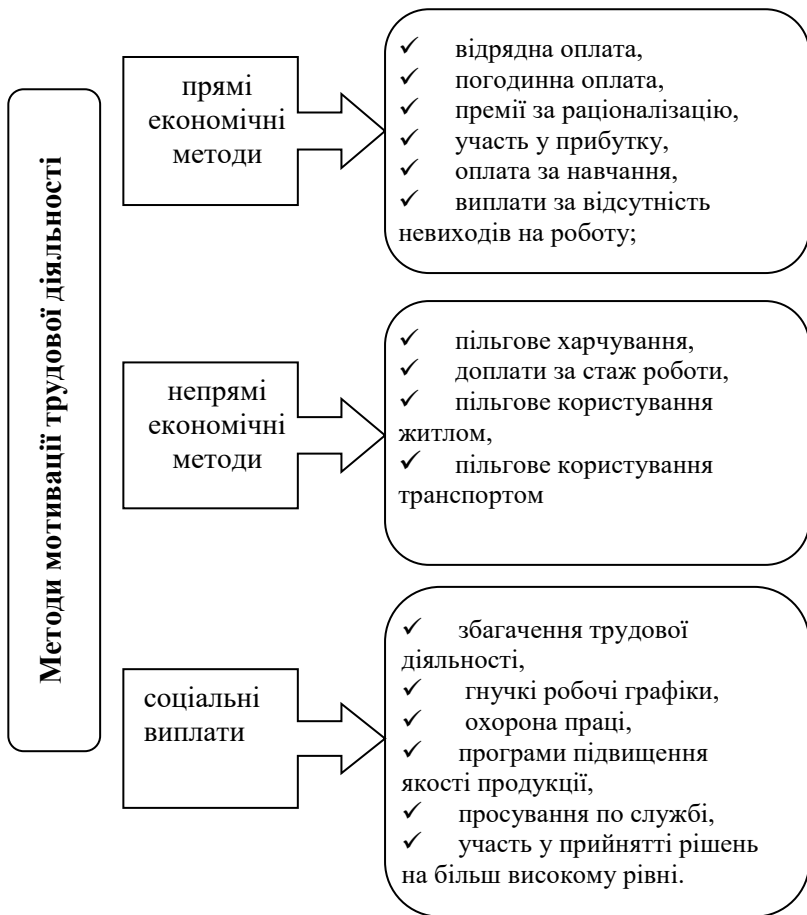 Методи мотивації трудової діяльності
прямі
економічні
методи
✓ відрядна оплата,
✓ погодинна оплата,
✓ премії за раціоналізацію,
✓ участь у прибутку,
✓ оплата за навчання,
✓ виплати за відсутність
невиходів на роботу;
непрямі
економічні
методи
✓ пільгове харчування,
✓ доплати за стаж роботи,
✓ пільгове користування
житлом,
✓ пільгове користування
транспортом
соціальні
виплати
✓ збагачення трудової
діяльності,
✓ гнучкі робочі графіки,
✓ охорона праці,
✓ програми підвищення
якості продукції,
✓ просування по службі,
✓ участь у прийнятті рішень
на більш високому рівні.